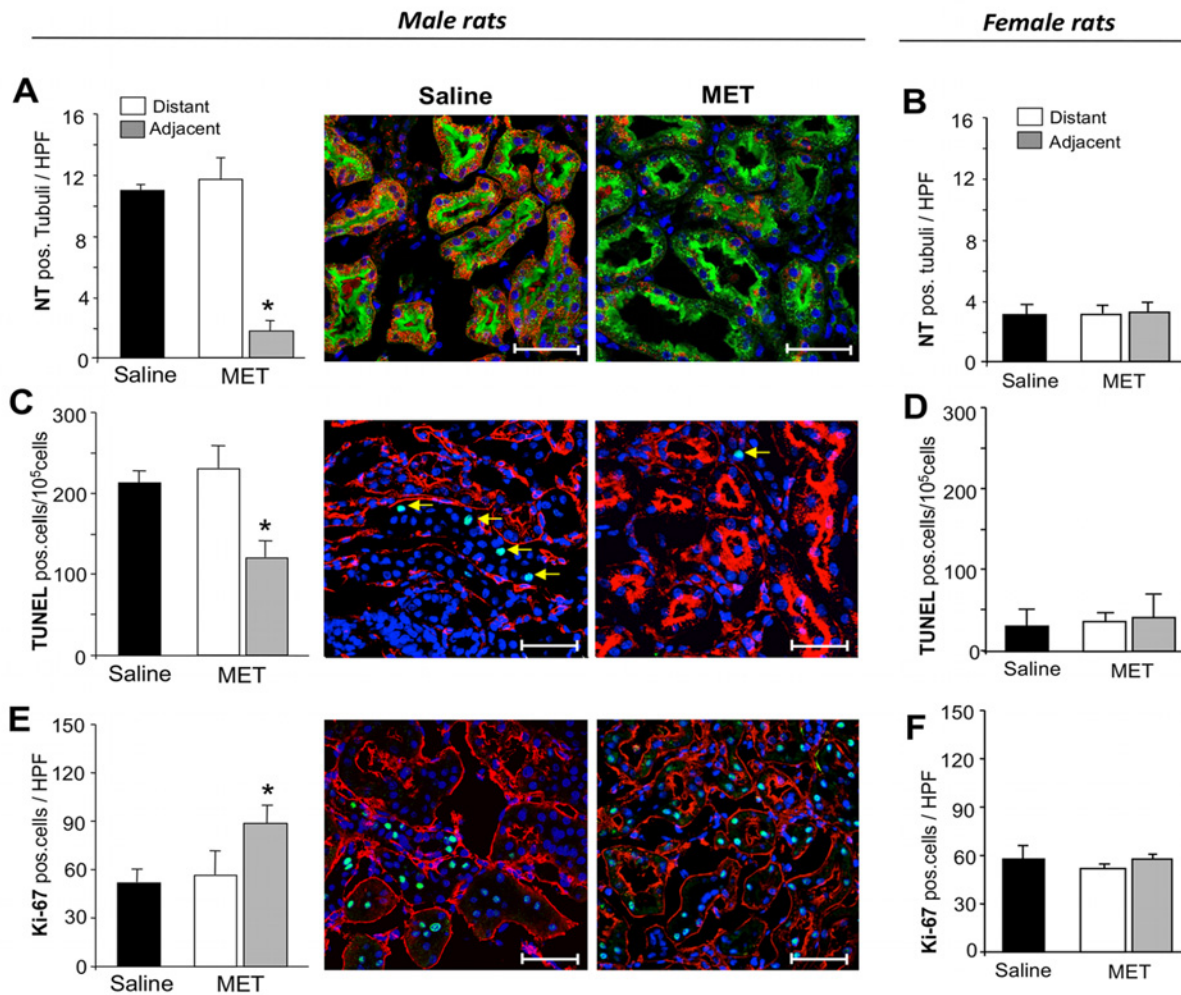 Male rats
Female rats
A
Distant
Adjacent
Saline
MET
B
Distant
Adjacent
NT pos. Tubuli / HPF
16
12
8
4
0
*
Saline
MET
NT pos. tubuli / HPF
16
12
8
4
0
Saline
MET
C
TUNEL pos.cells/10⁵cells
300
200
100
0
*
Saline
MET
D
TUNEL pos.cells/10⁵cells
300
200
100
0
Saline
MET
E
Ki-67 pos.cells / HPF
150
120
90
60
30
0
*
Saline
MET
F
Ki-67 pos.cells / HPF
150
120
90
60
30
0
Saline
MET